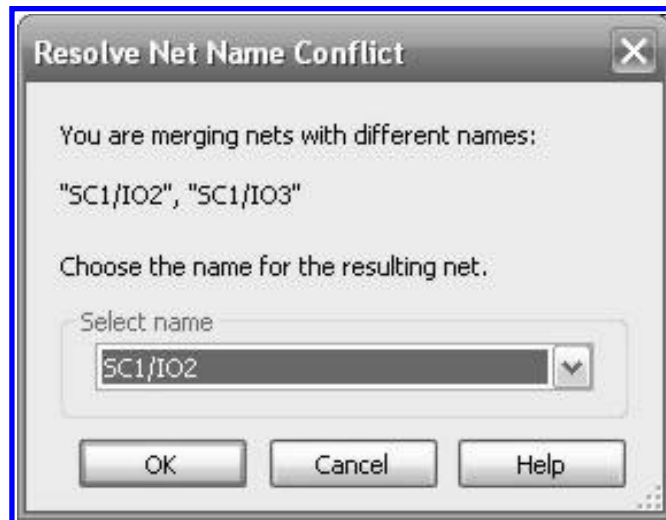 Resolve Net Name Conflict
You are merging nets with different names:
"SC1/IO2", "SC1/IO3"
Choose the name for the resulting net.
Select name
SC1/IO2
OK Cancel Help